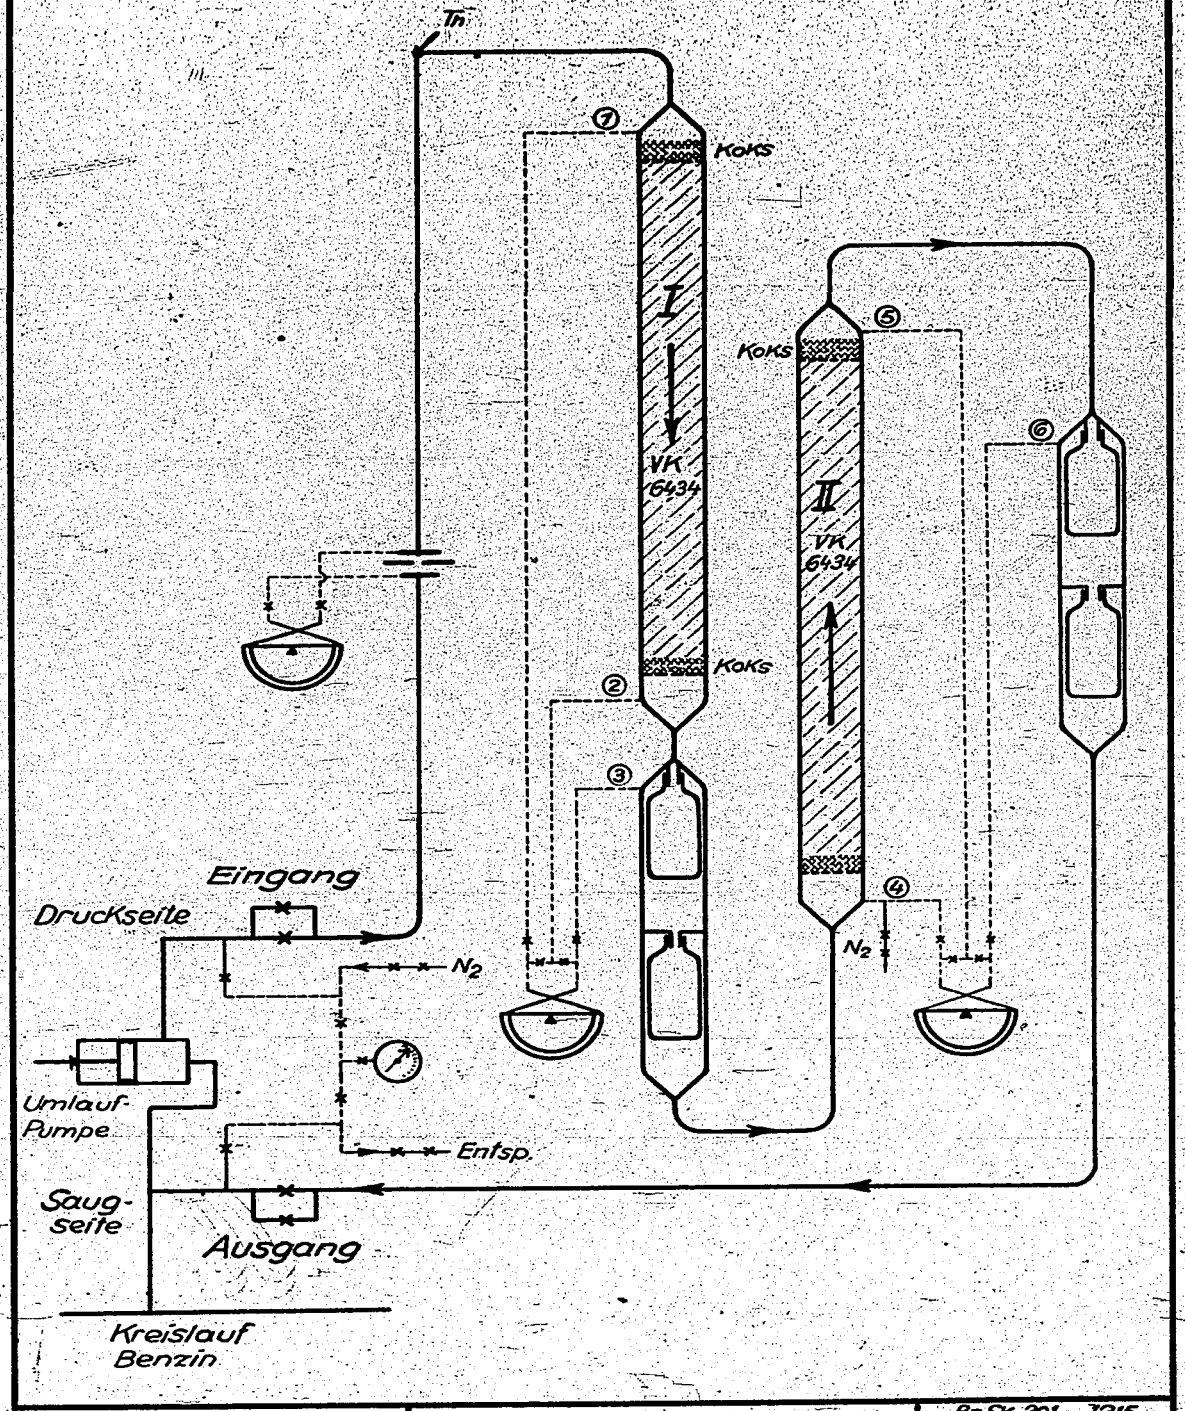 Th
1
Koks
I
VK
6434
Koks
2
3
5
Koks
II
VK
6434
4
N2
6
Eingang
Druckseite
N2
Umlauf-
Pumpe
Entsp.
Saug-
seite
Ausgang
Kreislauf
Benzin